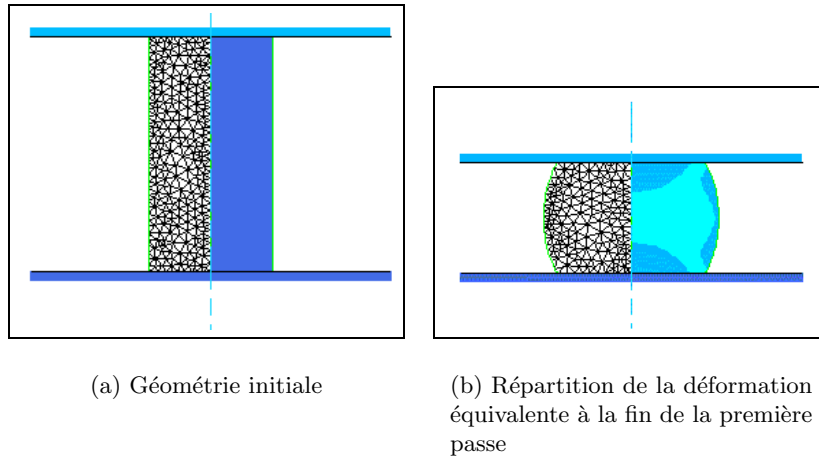 (a) Géométrie initiale
(b) Répartition de la déformation
équivalente à la fin de la première
passe